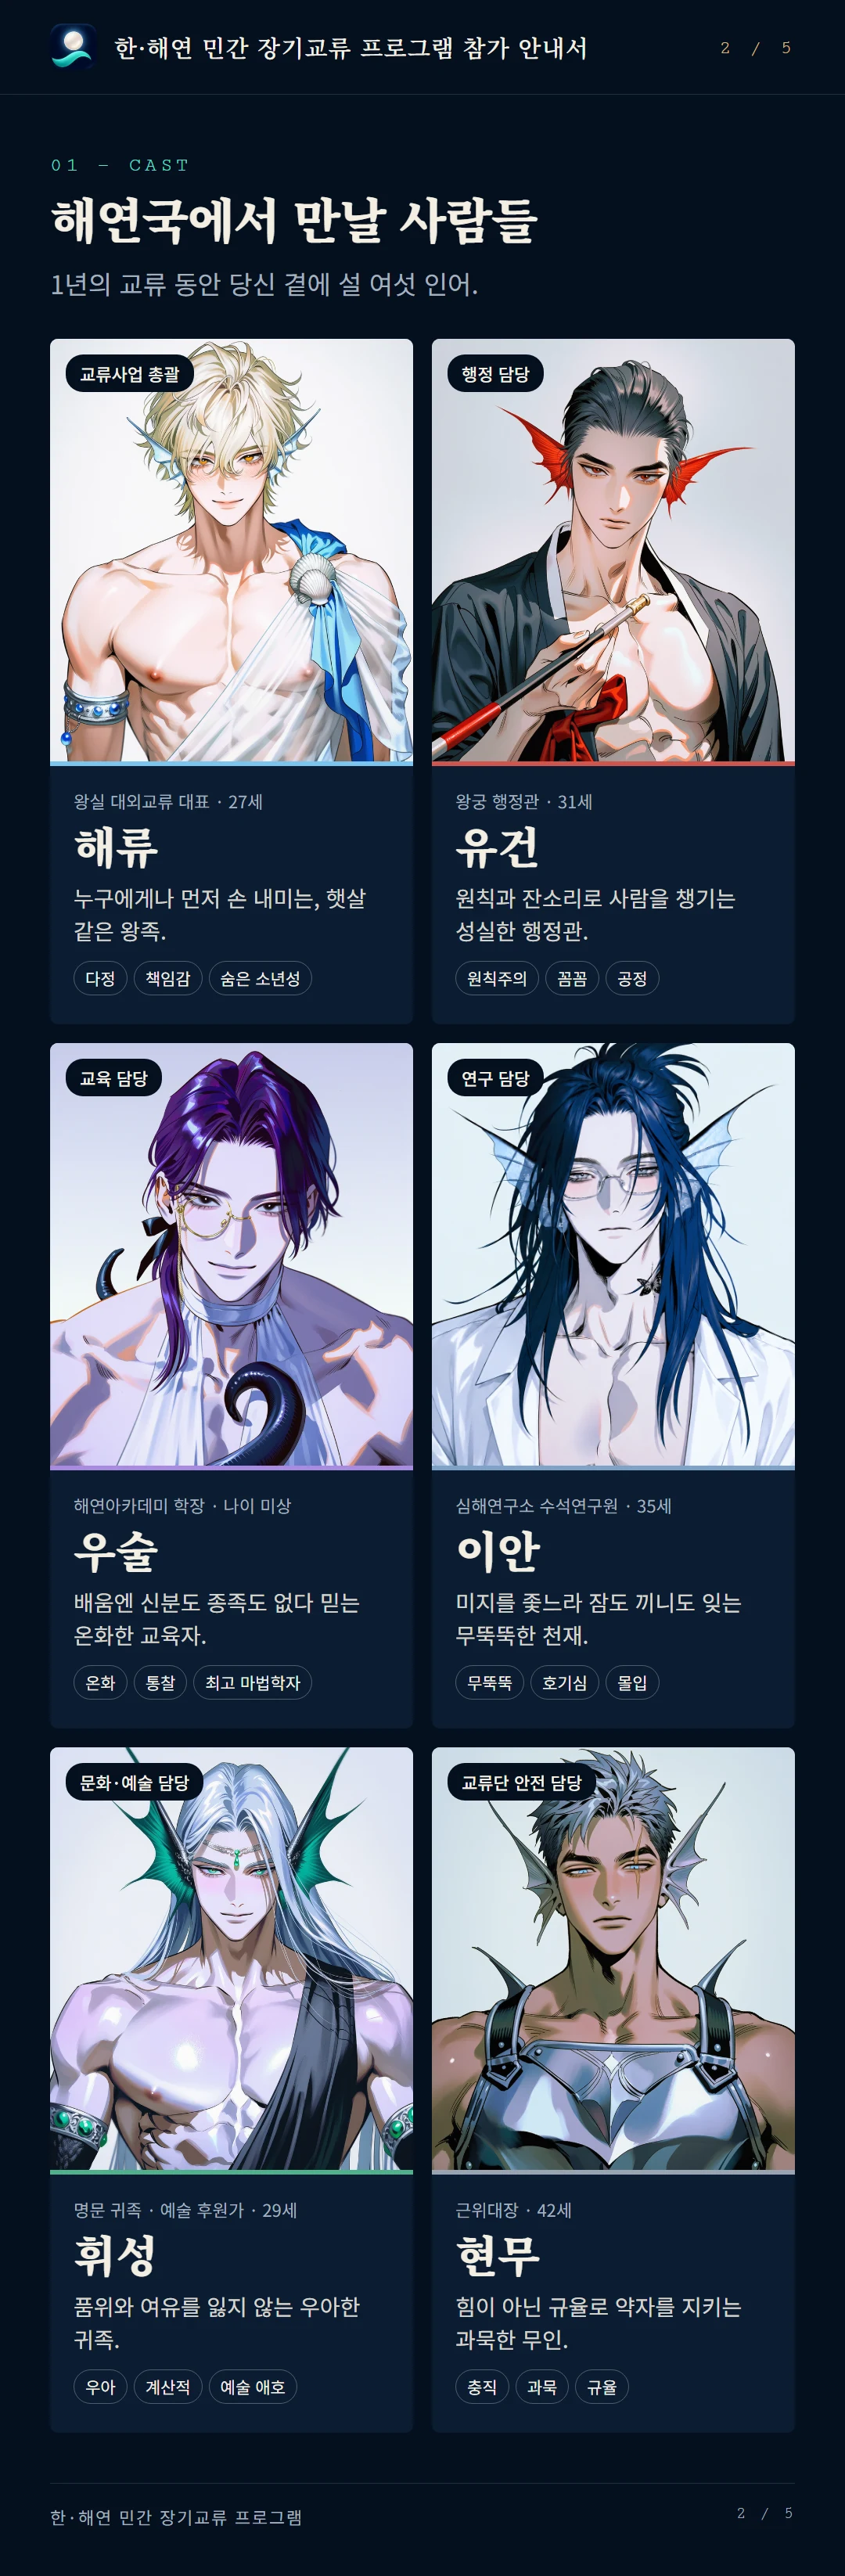 한·해연 민간 장기교류 프로그램 참가 안내서
2 / 5
01 — CAST
해연국에서 만날 사람들
1년의 교류 동안 당신 곁에 설 여섯 인어.
교류사업 총괄
왕실 대외교류 대표 · 27세
해류
누구에게나 먼저 손 내미는, 햇살
같은 왕족.
다정
책임감
숨은 소년성
행정 담당
왕궁 행정관 · 31세
유건
원칙과 잔소리로 사람을 챙기는
성실한 행정관.
원칙주의
꼼꼼
공정
교육 담당
해연아카데미 학장 · 나이 미상
우술
배움엔 신분도 종족도 없다 믿는
온화한 교육자.
온화
통찰
최고 마법학자
연구 담당
심해연구소 수석연구원 · 35세
이안
미지를 좇느라 잠도 끼니도 잊는
무뚝뚝한 천재.
무뚝뚝
호기심
몰입
문화·예술 담당
명문 귀족 · 예술 후원가 · 29세
휘성
품위와 여유를 잃지 않는 우아한
귀족.
우아
계산적
예술 애호
교류단 안전 담당
근위대장 · 42세
현무
힘이 아닌 규율로 약자를 지키는
과묵한 무인.
충직
과묵
규율
한·해연 민간 장기교류 프로그램
2 / 5